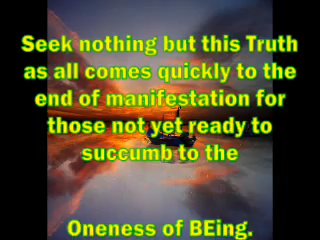 Seek nothing but this Truth
as all comes quickly to the
end of manifestation for
those not yet ready to
succumb to the
Oneness of BEing.